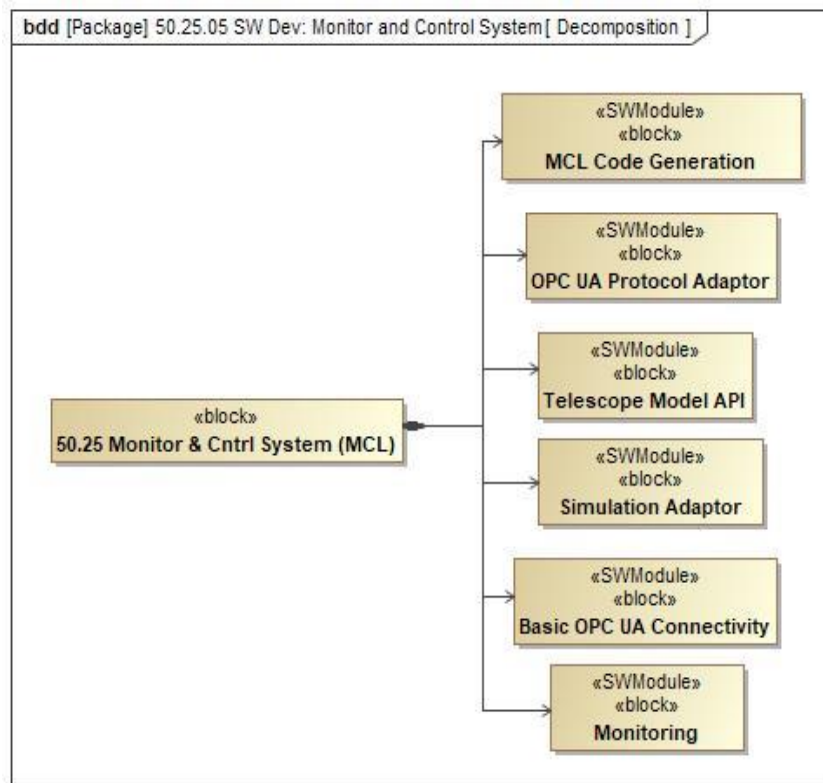 bdd [Package] 50.25.05 SW Dev: Monitor and Control System[ Decomposition ]
«SWModule»
«block»
MCL Code Generation
«SWModule»
«block»
OPC UA Protocol Adaptor
«SWModule»
«block»
Telescope Model API
«block»
50.25 Monitor & Cntrl System (MCL)
«SWModule»
«block»
Simulation Adaptor
«SWModule»
«block»
Basic OPC UA Connectivity
«SWModule»
«block»
Monitoring